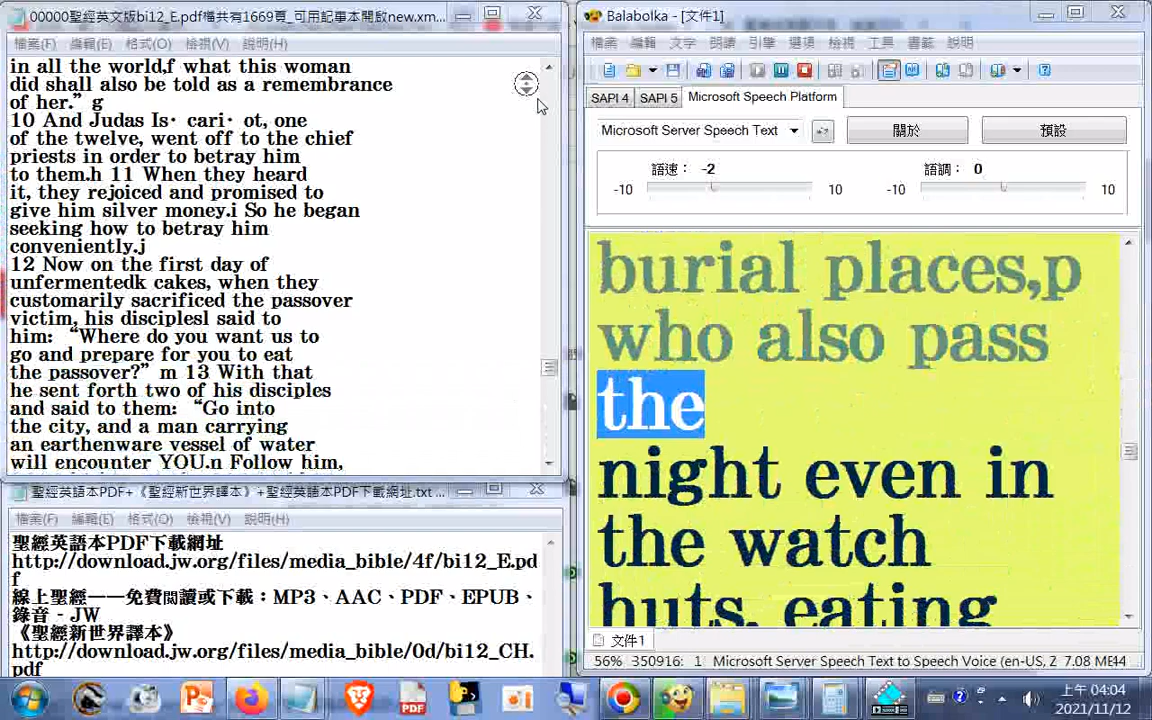 00000聖經英文版bi12_E.pdf檔共有1669頁_可用記事本開啟new.xm...
檔案(F) 編輯(E) 格式(O) 檢視(V) 說明(H)
in all the world,f what this woman
did shall also be told as a remembrance
of her.” g
10 And Judas Is· cari· ot, one
of the twelve, went off to the chief
priests in order to betray him
to them.h 11 When they heard
it, they rejoiced and promised to
give him silver money.i So he began
seeking how to betray him
conveniently.j
12 Now on the first day of
unfermentedk cakes, when they
customarily sacrificed the passover
victim, his disciplesl said to
him: “Where do you want us to
go and prepare for you to eat
the passover?” m 13 With that
he sent forth two of his disciples
and said to them: “Go into
the city, and a man carrying
an earthenware vessel of water
will encounter YOU.n Follow him,
聖經英語本PDF+《聖經新世界譯本》+聖經英語本PDF下載網址.txt ...
檔案(F) 編輯(E) 格式(O) 檢視(V) 說明(H)
聖經英語本PDF下載網址
http://download.jw.org/files/media_bible/4f/bi12_E.pd
f
線上聖經——免費閱讀或下載：MP3、AAC、PDF、EPUB、
錄音 - JW
《聖經新世界譯本》
http://download.jw.org/files/media_bible/0d/bi12_CH.
pdf
Balabolka - [文件1]
檔案 編輯 文字 朗讀 引擎 選項 檢視 工具 書籤 說明
SAPI 4 SAPI 5 Microsoft Speech Platform
Microsoft Server Speech Text 關於 預設
語速： -2 語調： 0
-10 10 -10 10
burial places,p
who also pass
the
night even in
the watch
huts, eating
文件1
56% 350916: 1 Microsoft Server Speech Text to Speech Voice (en-US, Z 7.08 ME44
上午 04:04
2021/11/12